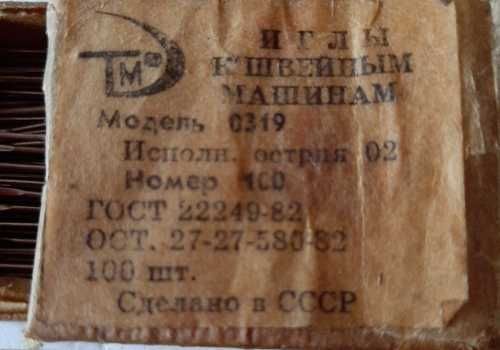 ИГЛЫ
К ШВЕЙНЫМ
МАШИНАМ
Модель 0319
Исполн. острия 02
Номер 100
ГОСТ 22249-82
ОСТ. 27-27-580-82
100 шт.
Сделано в СССР